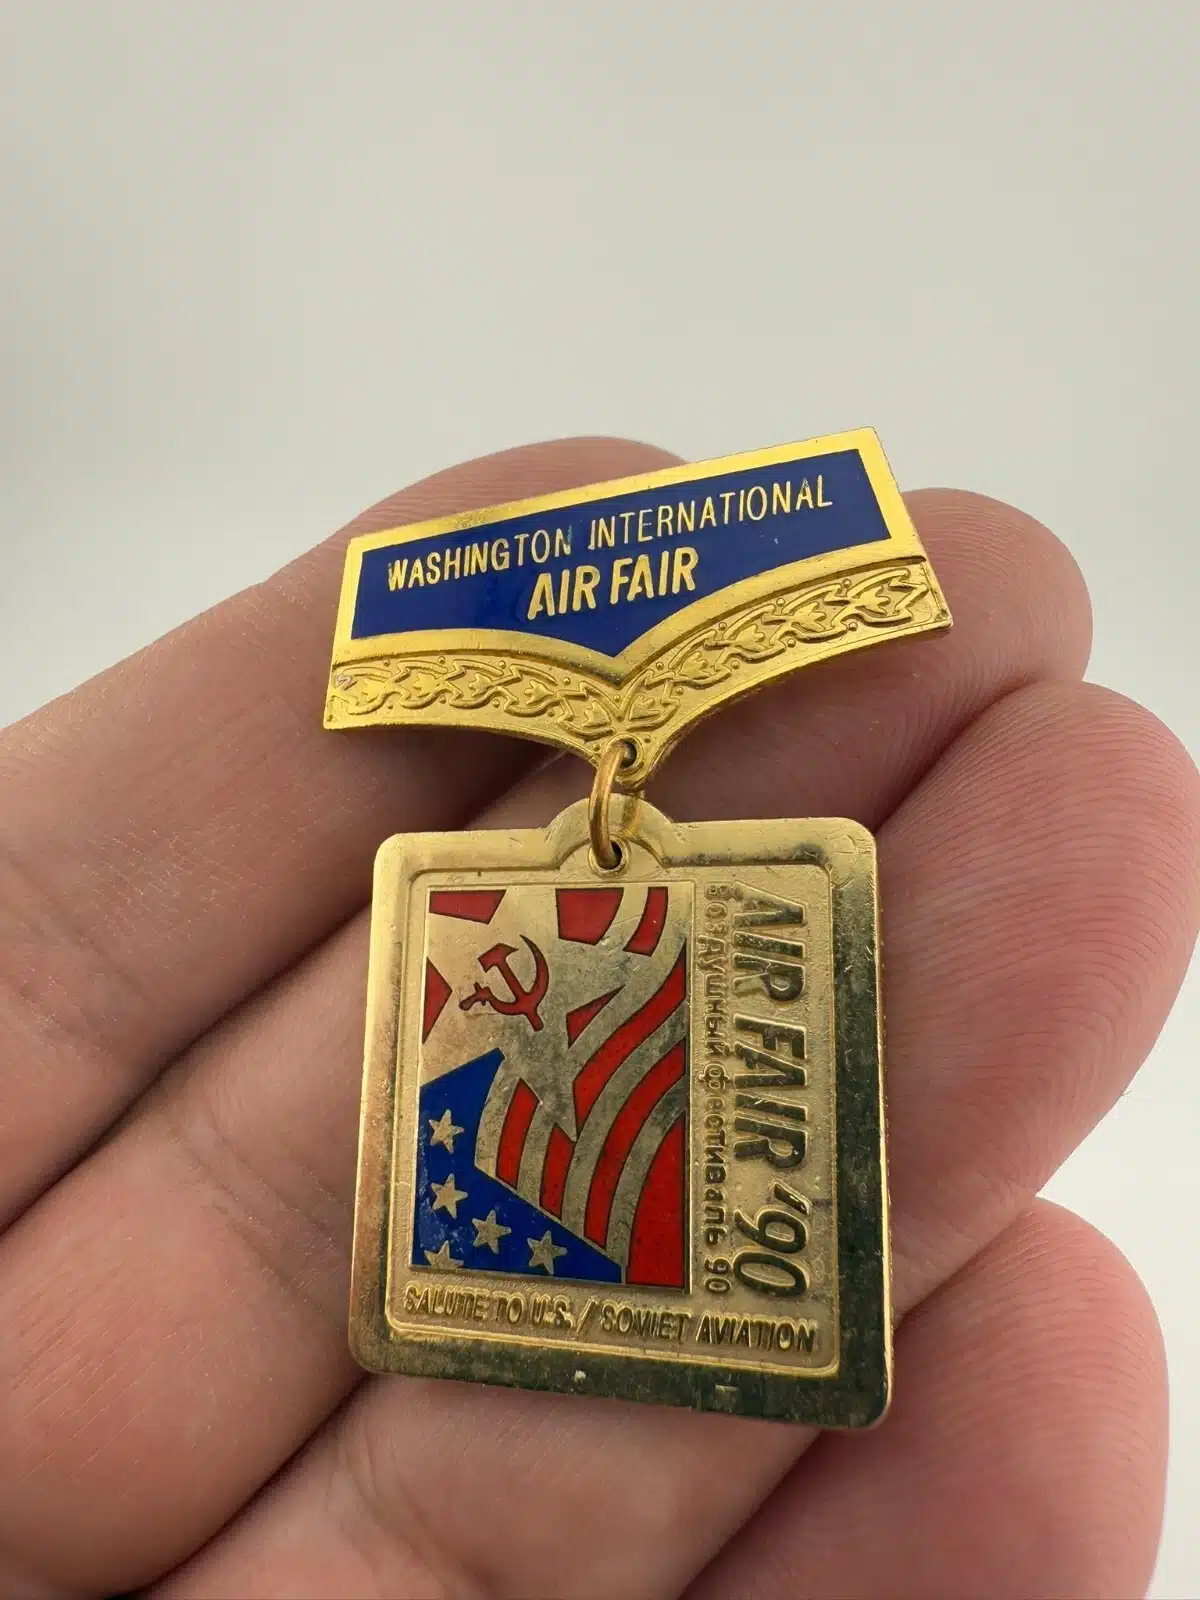 WASHINGTON INTERNATIONAL
AIR FAIR
AIR FAIR '90
Воздушный фестиваль 90
SALUTE TO U.S. / SOVIET AVIATION